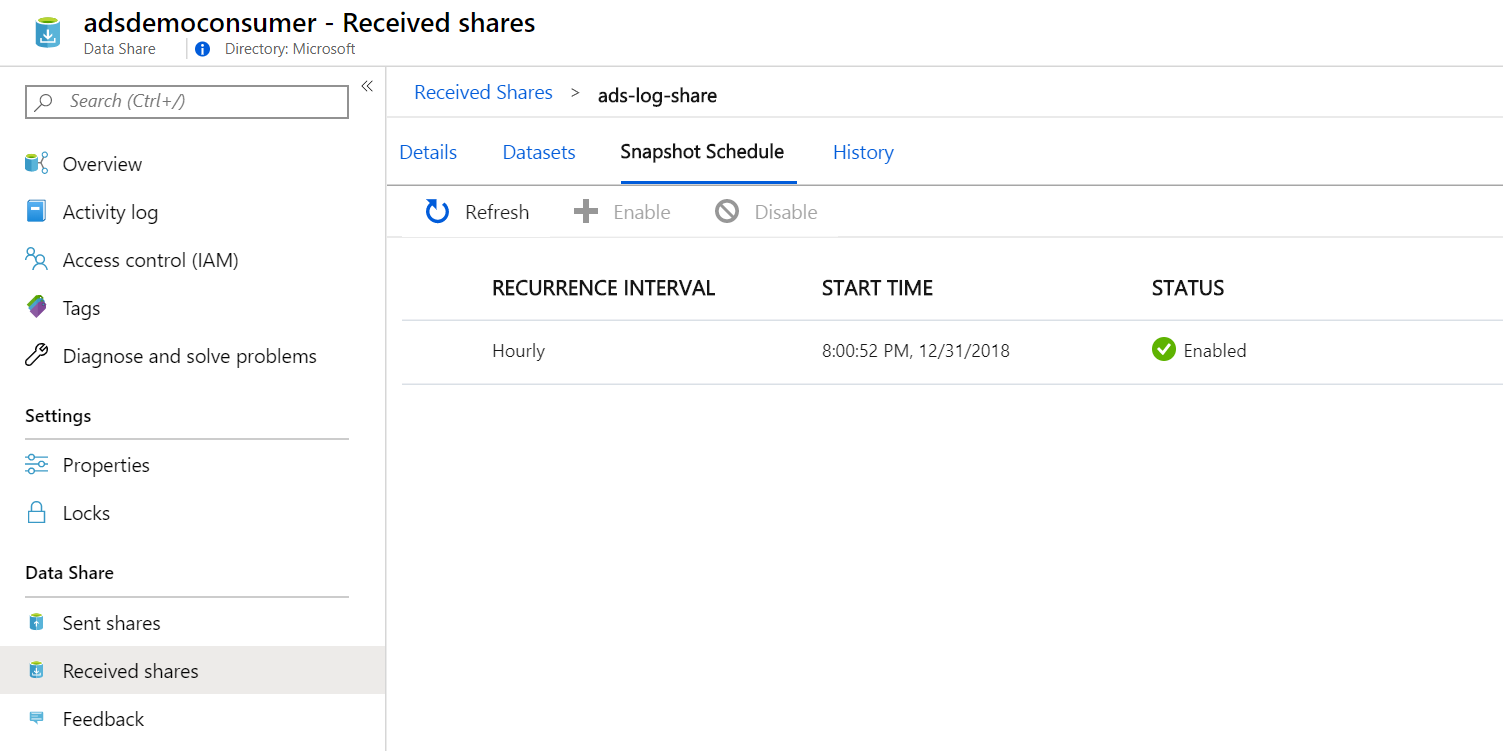 adsdemoconsumer - Received shares
Data Share
Directory: Microsoft
Search (Ctrl+/)
Overview
Activity log
Access control (IAM)
Tags
Diagnose and solve problems
Settings
Properties
Locks
Data Share
Sent shares
Received shares
Feedback
Received Shares > ads-log-share
Details Datasets Snapshot Schedule History
Refresh Enable Disable
RECURRENCE INTERVAL START TIME STATUS
Hourly 8:00:52 PM, 12/31/2018 Enabled